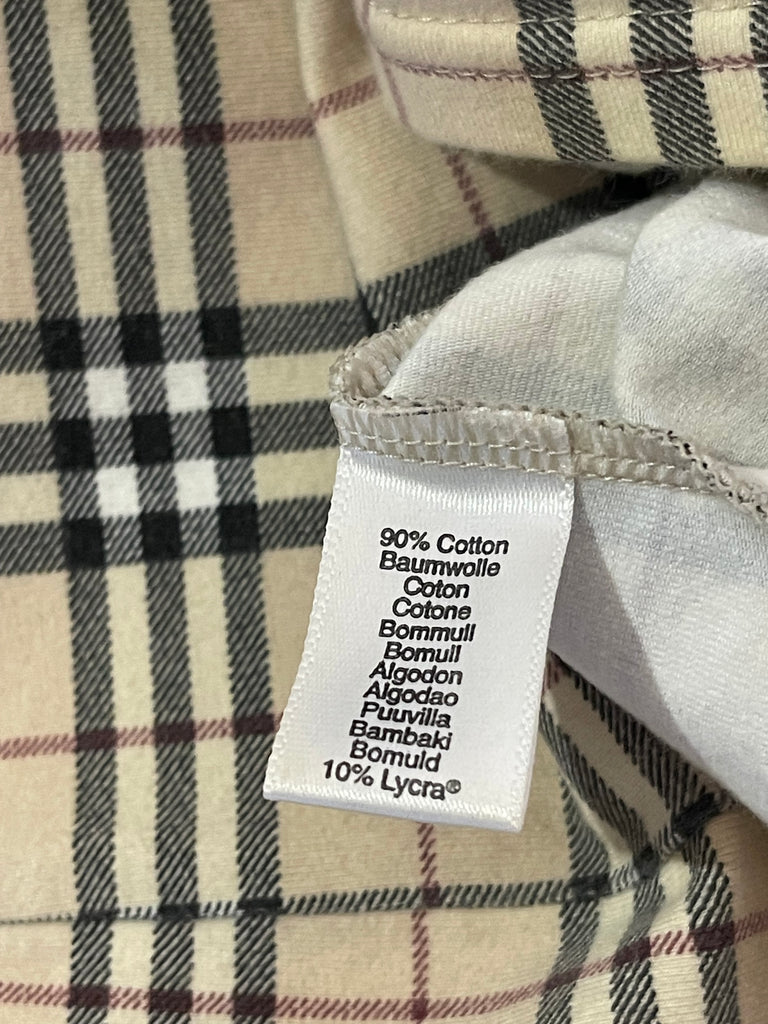 90% Cotton
Baumwolle
Coton
Cotone
Bommull
Bomull
Algodon
Algodao
Puuvilla
Bambaki
Bomuld
10% Lycra®